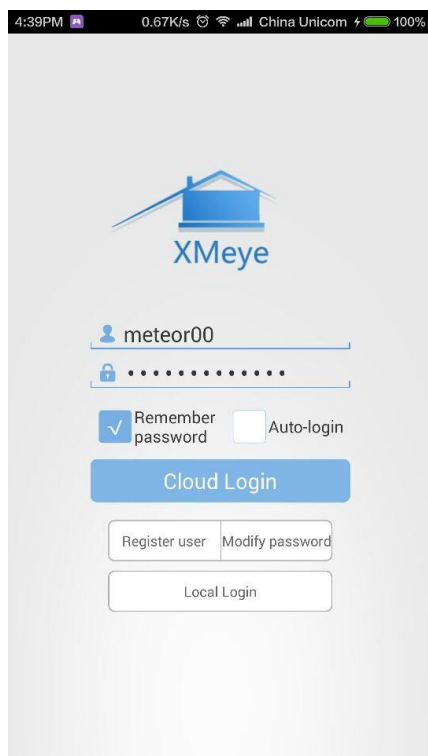 4:39PM 0.67K/s China Unicom 100%
XMeye
meteor00
•••••••••••••
Remember password
Auto-login
Cloud Login
Register user Modify password
Local Login